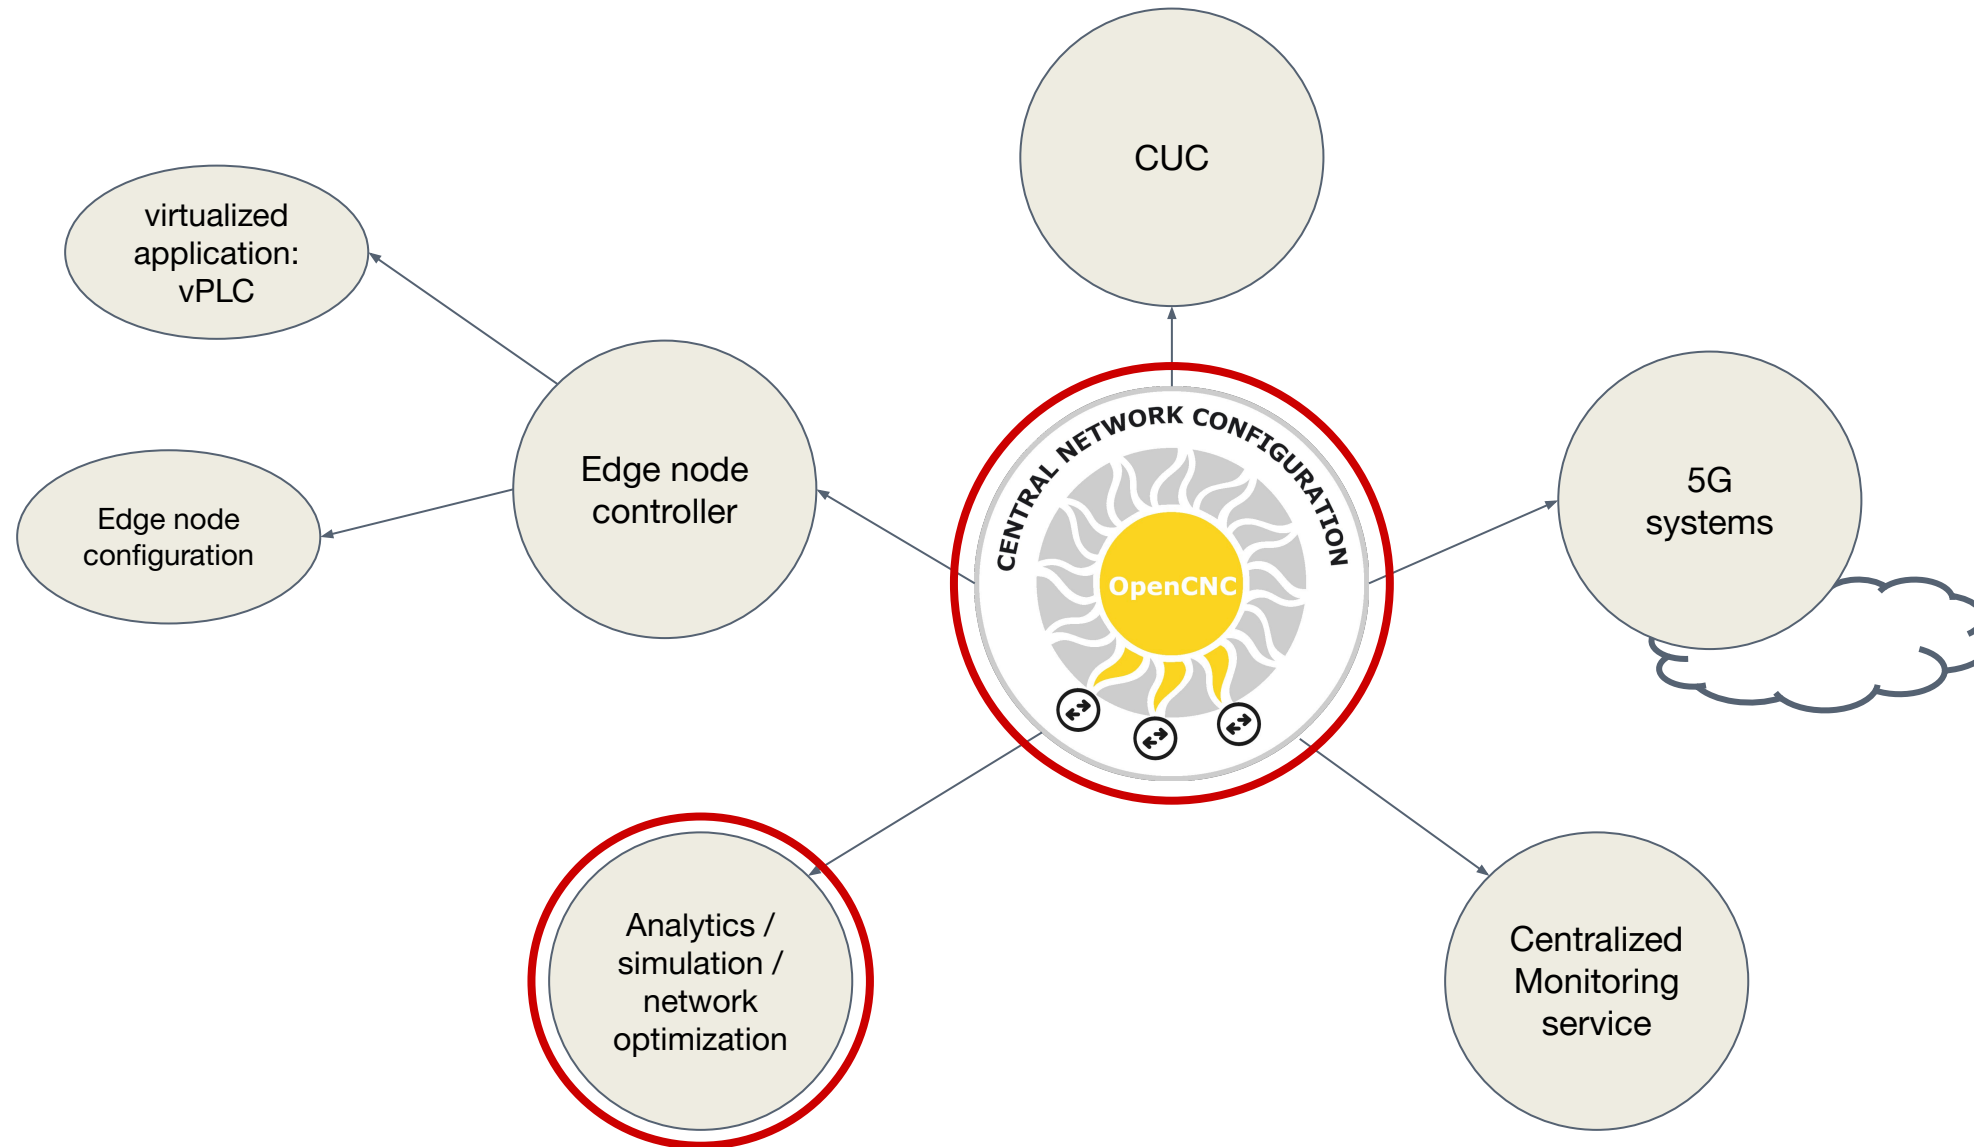 CUC
virtualized
application:
vPLC
Edge node
controller
Edge node
configuration
CENTRAL NETWORK CONFIGURATION
OpenCNC
5G
systems
Analytics /
simulation /
network
optimization
Centralized
Monitoring
service